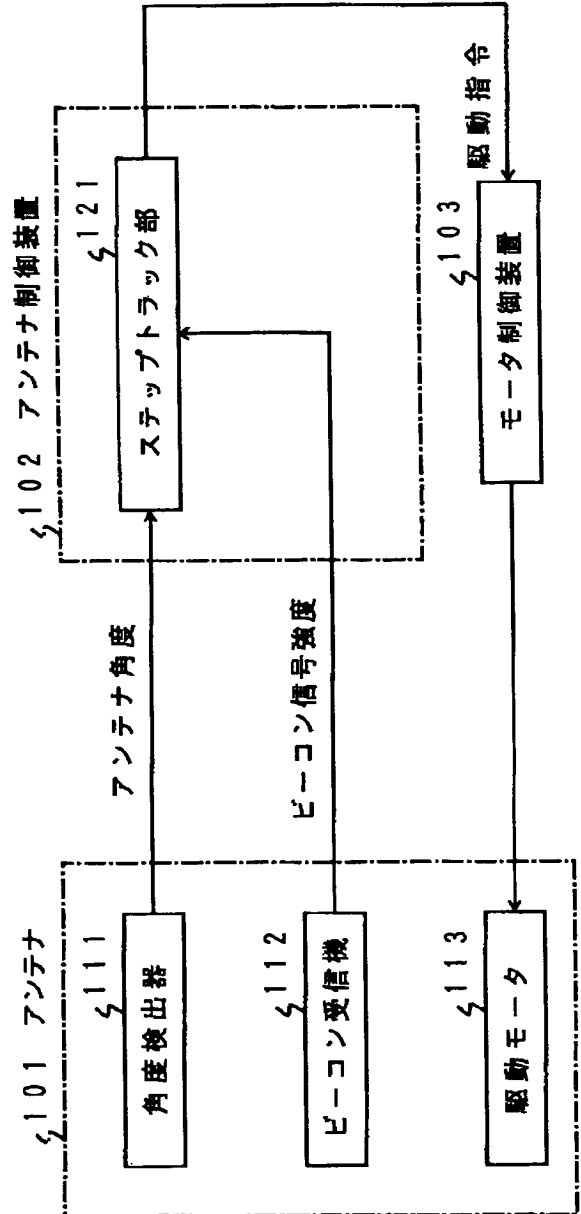 101 アンテナ
111
角度検出器
112
ビーコン受信機
113
駆動モータ
アンテナ角度
ビーコン信号強度
102 アンテナ制御装置
121
ステップトラック部
駆動指令
103
モータ制御装置